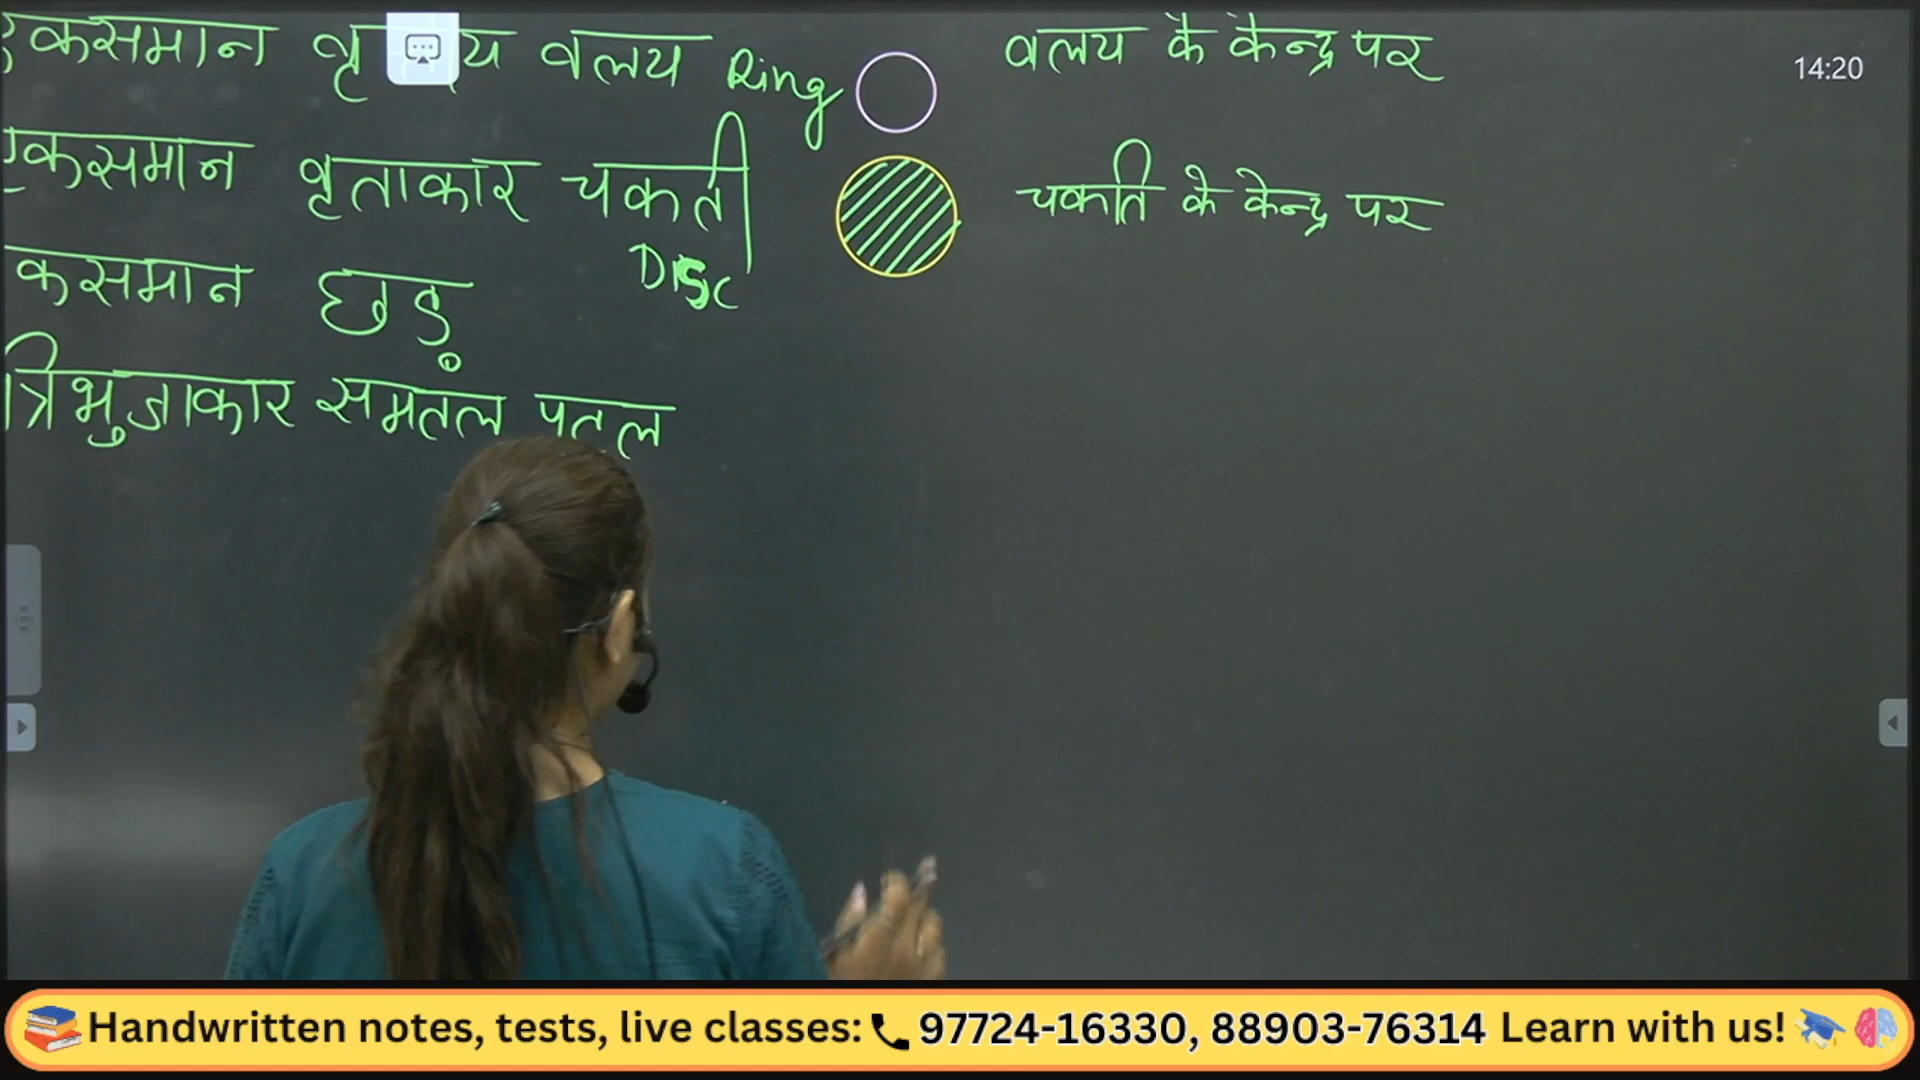 एकसमान वृ य वलय Ring वलय के केन्द्र पर
14:20
एकसमान वृताकार चकती चकति के केन्द्र पर
Disc
कसमान छड़
त्रिभुजाकार समतल पटल
Handwritten notes, tests, live classes: 97724-16330, 88903-76314 Learn with us!